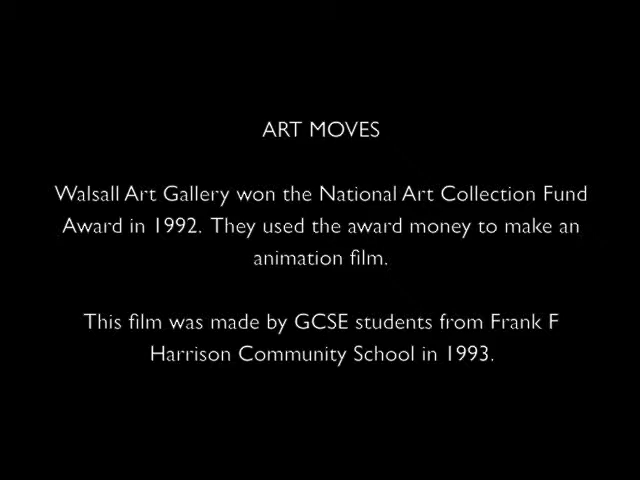 ART MOVES
Walsall Art Gallery won the National Art Collection Fund
Award in 1992. They used the award money to make an
animation film.
This film was made by GCSE students from Frank F
Harrison Community School in 1993.